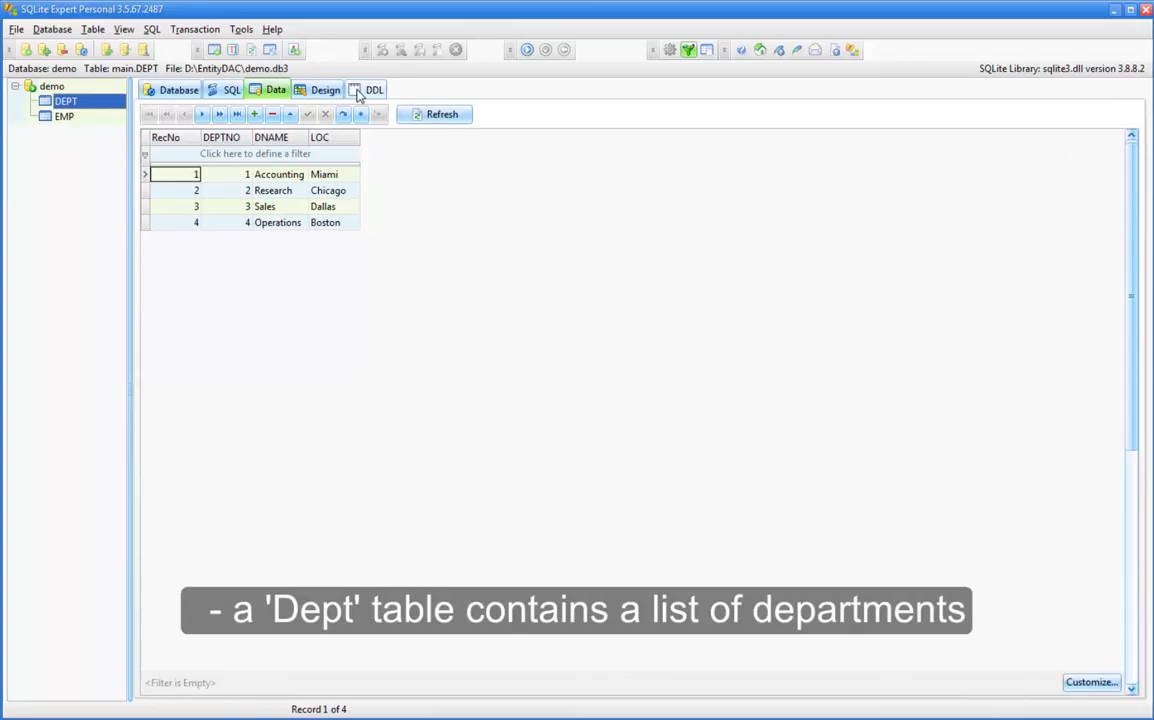 SQLite Expert Personal 3.5.67.2487
File Database Table View SQL Transaction Tools Help
Database: demo Table: main.DEPT File: D:\EntityDAC\demo.db3 SQLite Library: sqlite3.dll version 3.8.8.2
demo
DEPT
EMP
Database SQL Data Design DDL
Refresh
RecNo DEPTNO DNAME LOC
Click here to define a filter
1 1 Accounting Miami
2 2 Research Chicago
3 3 Sales Dallas
4 4 Operations Boston
- a 'Dept' table contains a list of departments
<Filter is Empty> Customize...
Record 1 of 4